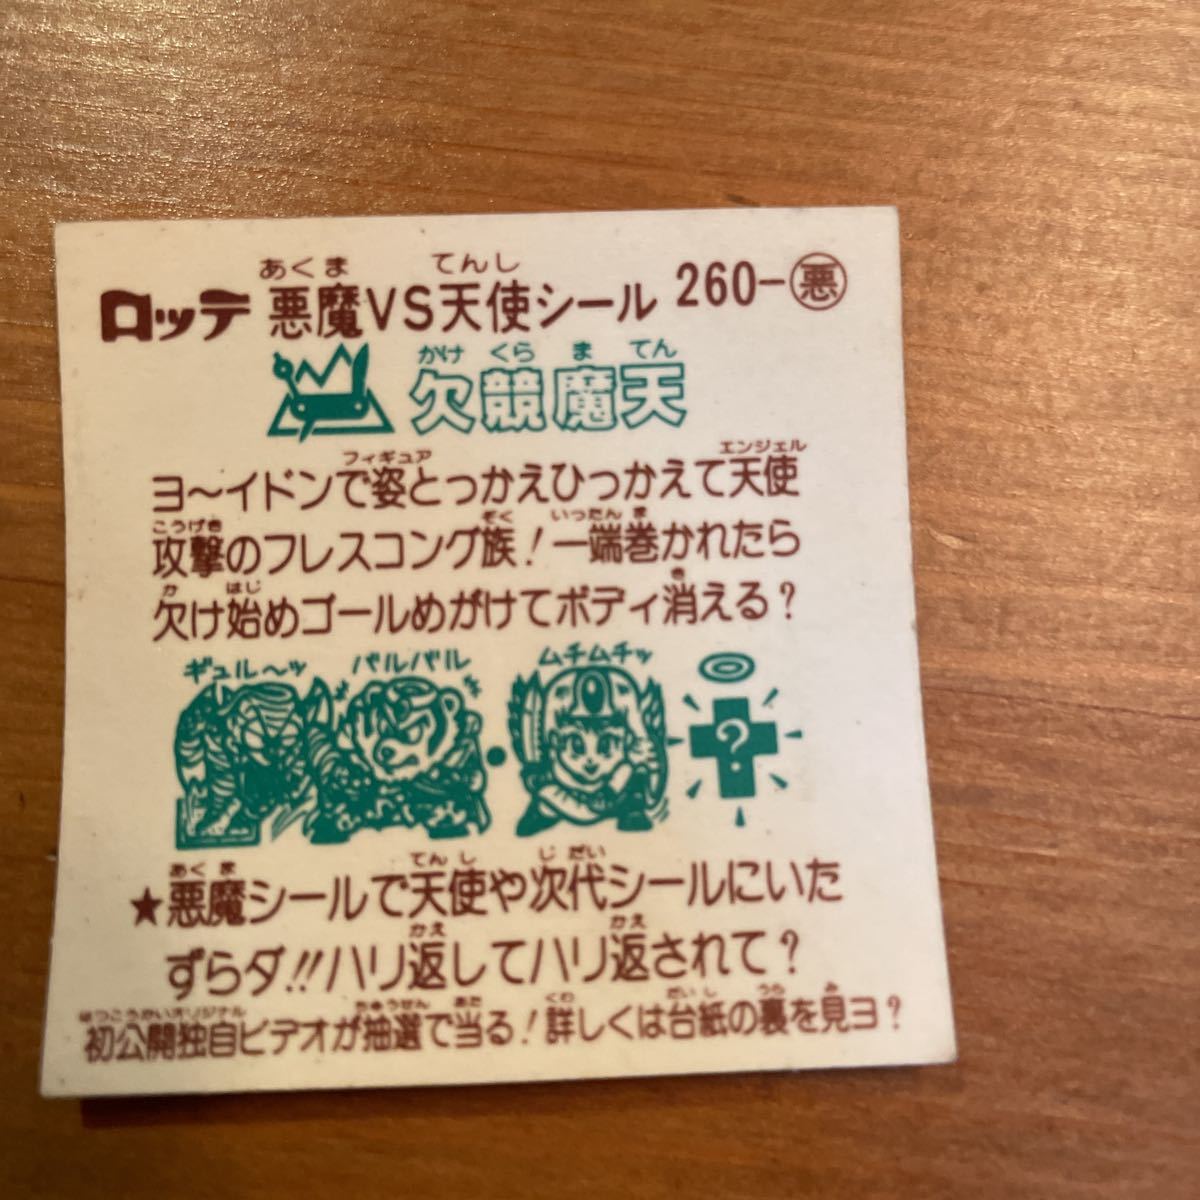 あくま てんし
ロッテ 悪魔VS天使シール 260-悪
かけ くら ま てん
欠競魔天
フィギュア エンジェル
ヨ〜イドンで姿とっかえひっかえて天使
こうげき ぞく いったん ま
攻撃のフレスコング族！一端巻かれたら
か はじ き
欠け始めゴールめがけてボディ消える？
ギュル〜ッ バルバル ムチムチッ
?
あくま てんし じだい
★悪魔シールで天使や次代シールにいた
かえ かえ
ずらダ!!ハリ返してハリ返されて？
はつこうかいオリジナル ちゅうせん あた くわ だいし うら み
初公開独自ビデオが抽選で当る！詳しくは台紙の裏を見ヨ？